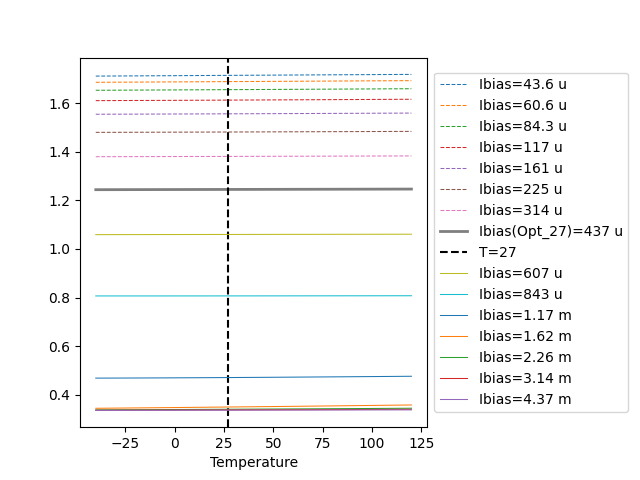 1.6
1.4
1.2
1.0
0.8
0.6
0.4
−25
0
25
50
75
100
125
Temperature
Ibias=43.6 u
Ibias=60.6 u
Ibias=84.3 u
Ibias=117 u
Ibias=161 u
Ibias=225 u
Ibias=314 u
Ibias(Opt_27)=437 u
T=27
Ibias=607 u
Ibias=843 u
Ibias=1.17 m
Ibias=1.62 m
Ibias=2.26 m
Ibias=3.14 m
Ibias=4.37 m